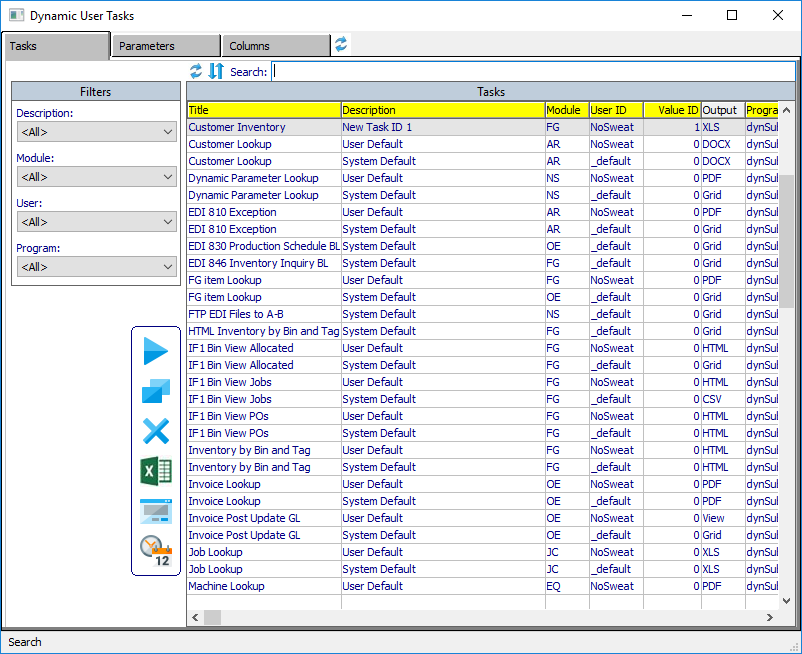 Dynamic User Tasks
Tasks Parameters Columns
Search:
Filters
Description:
<All>
Module:
<All>
User:
<All>
Program:
<All>
12
Tasks
Title Description Module User ID Value ID Output Progra
Customer Inventory New Task ID 1 FG NoSweat 1 XLS dynSul
Customer Lookup User Default AR NoSweat 0 DOCX dynSul
Customer Lookup System Default AR _default 0 DOCX dynSul
Dynamic Parameter Lookup User Default NS NoSweat 0 PDF dynSul
Dynamic Parameter Lookup System Default NS _default 0 Grid dynSul
EDI 810 Exception User Default AR NoSweat 0 PDF dynSul
EDI 810 Exception System Default AR _default 0 Grid dynSul
EDI 830 Production Schedule BL System Default OE _default 0 Grid dynSul
EDI 846 Inventory Inquiry BL System Default FG _default 0 Grid dynSul
FG item Lookup User Default FG NoSweat 0 PDF dynSul
FG item Lookup System Default OE _default 0 Grid dynSul
FTP EDI Files to A-B System Default NS _default 0 Grid dynSul
HTML Inventory by Bin and Tag System Default FG _default 0 Grid dynSul
IF1 Bin View Allocated User Default FG NoSweat 0 HTML dynSul
IF1 Bin View Allocated System Default FG _default 0 Grid dynSul
IF1 Bin View Jobs User Default FG NoSweat 0 HTML dynSul
IF1 Bin View Jobs System Default FG _default 0 CSV dynSul
IF1 Bin View POs User Default FG NoSweat 0 HTML dynSul
IF1 Bin View POs System Default FG _default 0 HTML dynSul
Inventory by Bin and Tag User Default FG NoSweat 0 HTML dynSul
Inventory by Bin and Tag System Default FG _default 0 HTML dynSul
Invoice Lookup User Default OE NoSweat 0 PDF dynSul
Invoice Lookup System Default OE _default 0 PDF dynSul
Invoice Post Update GL User Default OE NoSweat 0 View dynSul
Invoice Post Update GL System Default OE _default 0 Grid dynSul
Job Lookup User Default JC NoSweat 0 XLS dynSul
Job Lookup System Default JC _default 0 XLS dynSul
Machine Lookup User Default EQ NoSweat 0 PDF dynSul
Search